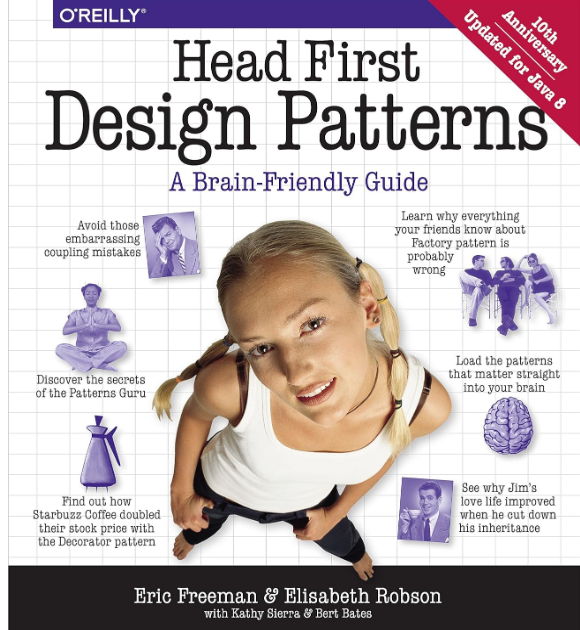 O'REILLY®
10th
Anniversary
Updated for Java 8
Head First
Design Patterns
A Brain-Friendly Guide
Avoid those
embarrassing
coupling mistakes
Learn why everything
your friends know about
Factory pattern is
probably
wrong
Discover the secrets
of the Patterns Guru
Load the patterns
that matter straight
into your brain
Find out how
Starbuzz Coffee doubled
their stock price with
the Decorator pattern
See why Jim's
love life improved
when he cut down
his inheritance
Eric Freeman & Elisabeth Robson
with Kathy Sierra & Bert Bates